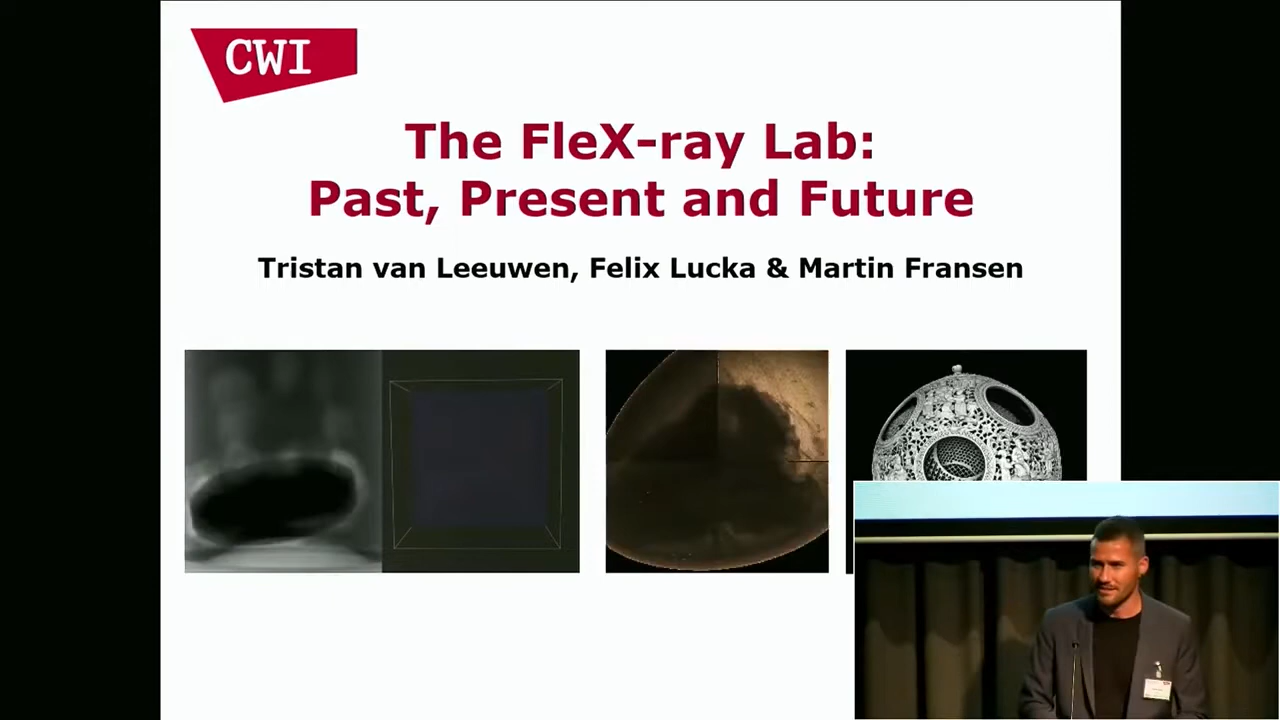 CWI
The FleX-ray Lab:
Past, Present and Future
Tristan van Leeuwen, Felix Lucka & Martin Fransen